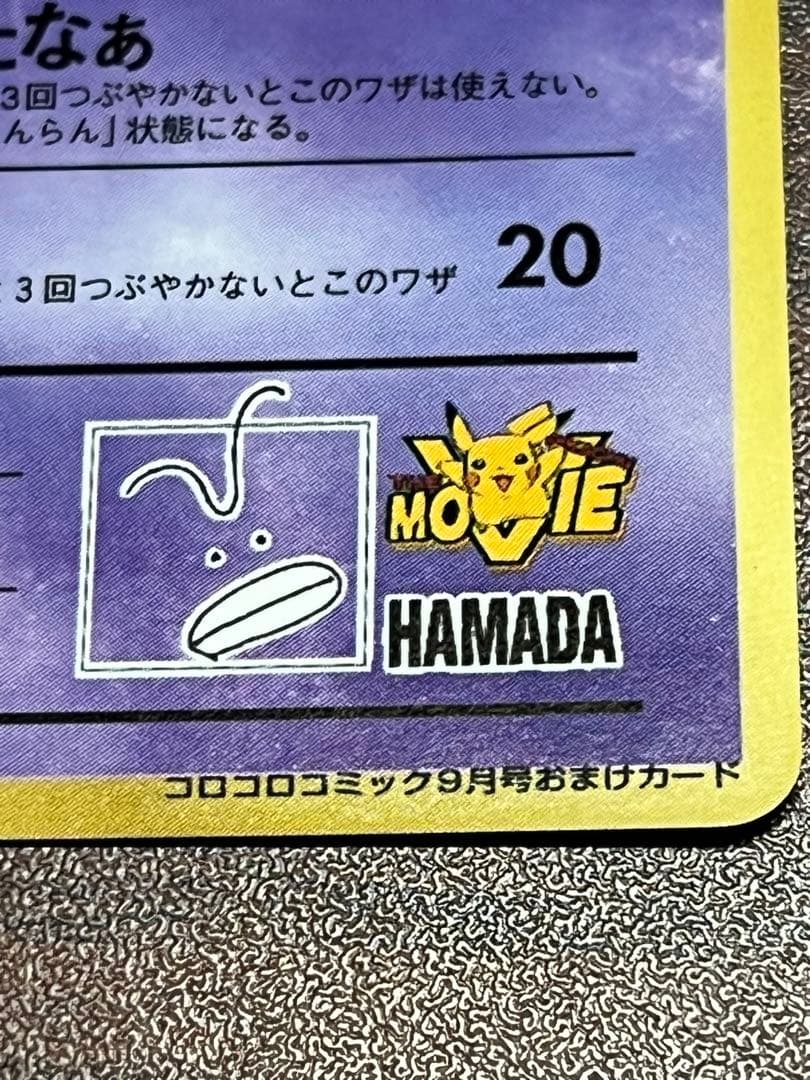 なぁ
3回つぶやかないとこのワザは使えない。
んらん」状態になる。
20
3回つぶやかないとこのワザ
THE
MOVIE
HAMADA
コロコロコミック9月号おまけカード